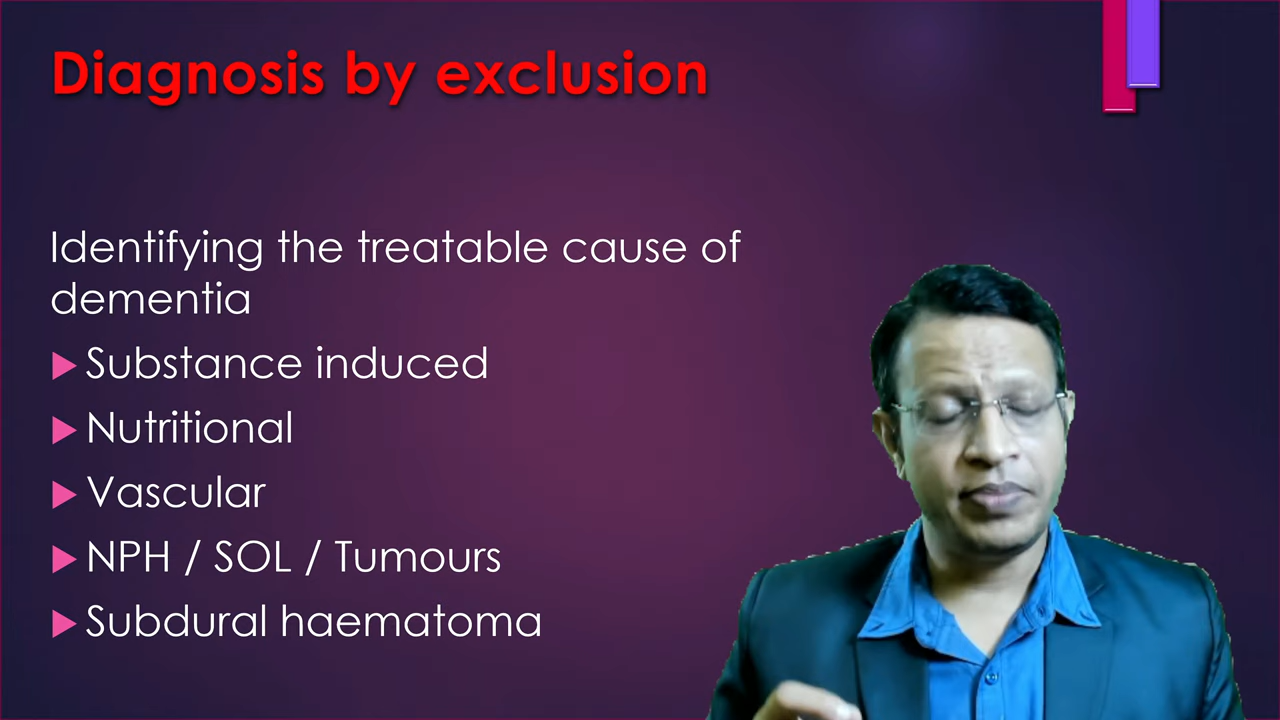 Diagnosis by exclusion
Identifying the treatable cause of
dementia
Substance induced
Nutritional
Vascular
NPH / SOL / Tumours
Subdural haematoma